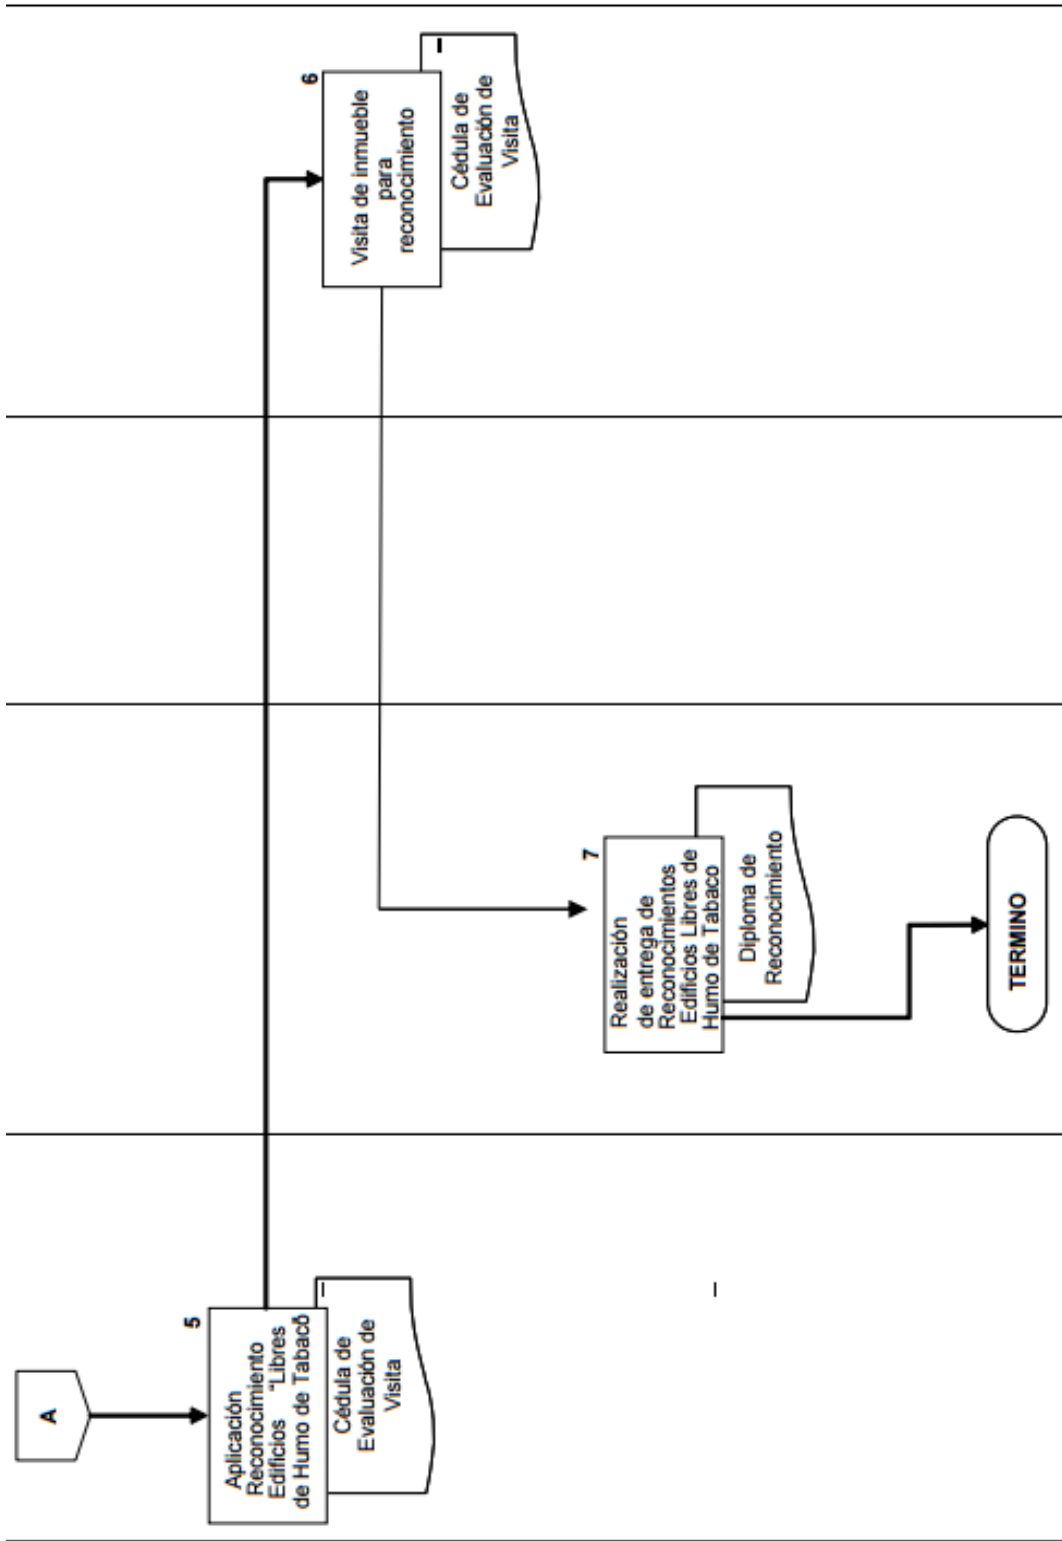 A
5
Aplicación
Reconocimiento
Edificios "Libres
de Humo de Tabaco
Cédula de
Evaluación de
Visita
6
Visita de inmueble
para
reconocimiento
Cédula de
Evaluación de
Visita
7
Realización
de entrega de
Reconocimientos
Edificios Libres de
Humo de Tabaco
Diploma de
Reconocimiento
TERMINO